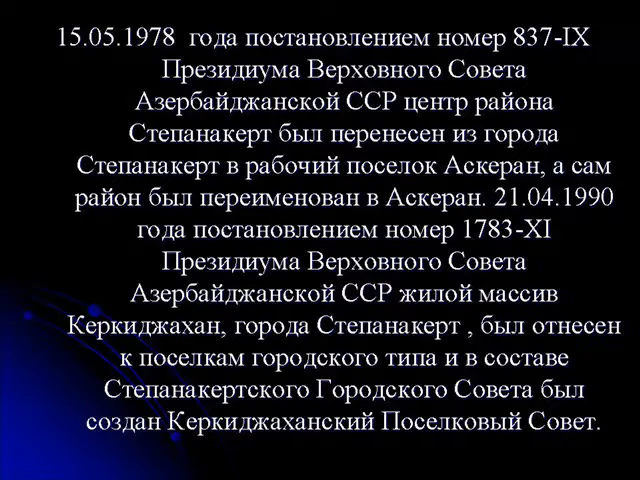 15.05.1978 года постановлением номер 837-IX
Президиума Верховного Совета
Азербайджанской ССР центр района
Степанакерт был перенесен из города
Степанакерт в рабочий поселок Аскеран, а сам
район был переименован в Аскеран. 21.04.1990
года постановлением номер 1783-XI
Президиума Верховного Совета
Азербайджанской ССР жилой массив
Керкиджахан, города Степанакерт , был отнесен
к поселкам городского типа и в составе
Степанакертского Городского Совета был
создан Керкиджаханский Поселковый Совет.